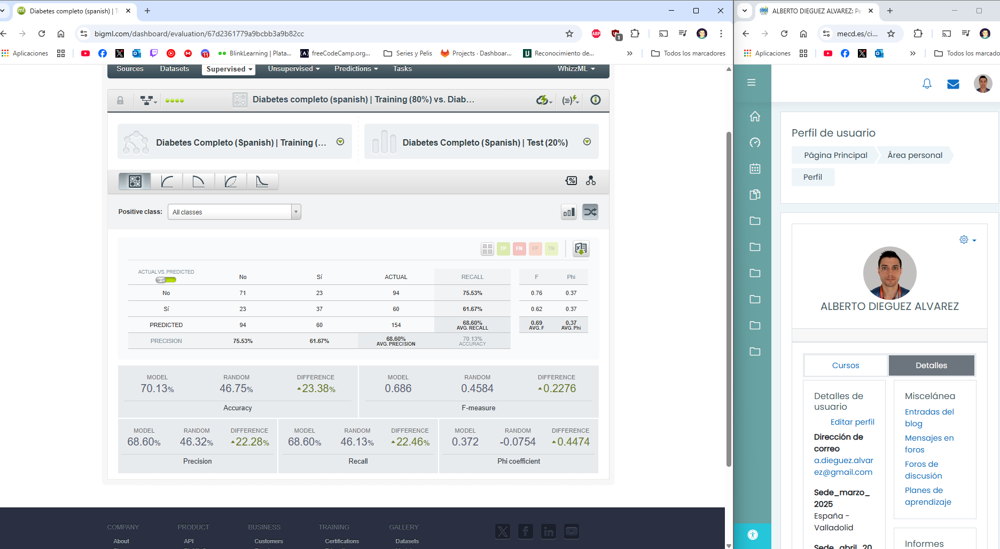 Diabetes completo (spanish) | T
bigml.com/dashboard/evaluation/67d2361779a9bcbb3a9b82cc
ABP
1
Aplicaciones
11
BlinkLearning | Plata...
freeCodeCamp.org...
Series y Pelis
Projects · Dashboar...
Reconocimiento de...
Todos los marcadores
Sources
Datasets
Supervised
Unsupervised
Predictions
Tasks
WhizzML
Diabetes completo (spanish) | Training (80%) vs. Diab...
Diabetes Completo (Spanish) | Training (...
Diabetes Completo (Spanish) | Test (20%)
Positive class:
All classes
TP FN FP TN
ACTUAL VS. PREDICTED
No Sí ACTUAL RECALL F Phi
No 71 23 94 75.53% 0.76 0.37
Sí 23 37 60 61.67% 0.62 0.37
PREDICTED 94 60 154 68.60% 0.69 0.37
AVG. RECALL AVG. F AVG. Phi
PRECISION 75.53% 61.67% 68.60% 70.13%
AVG. PRECISION ACCURACY
MODEL RANDOM DIFFERENCE
70.13% 46.75% 23.38%
Accuracy
MODEL RANDOM DIFFERENCE
0.686 0.4584 0.2276
F-measure
MODEL RANDOM DIFFERENCE
68.60% 46.32% 22.28%
Precision
MODEL RANDOM DIFFERENCE
68.60% 46.13% 22.46%
Recall
MODEL RANDOM DIFFERENCE
0.372 -0.0754 0.4474
Phi coefficient
COMPANY PRODUCT BUSINESS TRAINING GALLERY
About API Customers Certifications Datasets
ALBERTO DIEGUEZ ALVAREZ: Pe
mecd.es/ci...
Aplicaciones
Todos los marcado
Perfil de usuario
Página Principal
Área personal
Perfil
ALBERTO DIEGUEZ ALVAREZ
Cursos
Detalles
Detalles de
usuario
Editar perfil
Dirección de
correo
a.dieguez.alvar
ez@gmail.com
Sede_marzo_
2025
España -
Valladolid
Sede_abril_20
Miscelánea
Entradas del
blog
Mensajes en
foros
Foros de
discusión
Planes de
aprendizaje
Informes